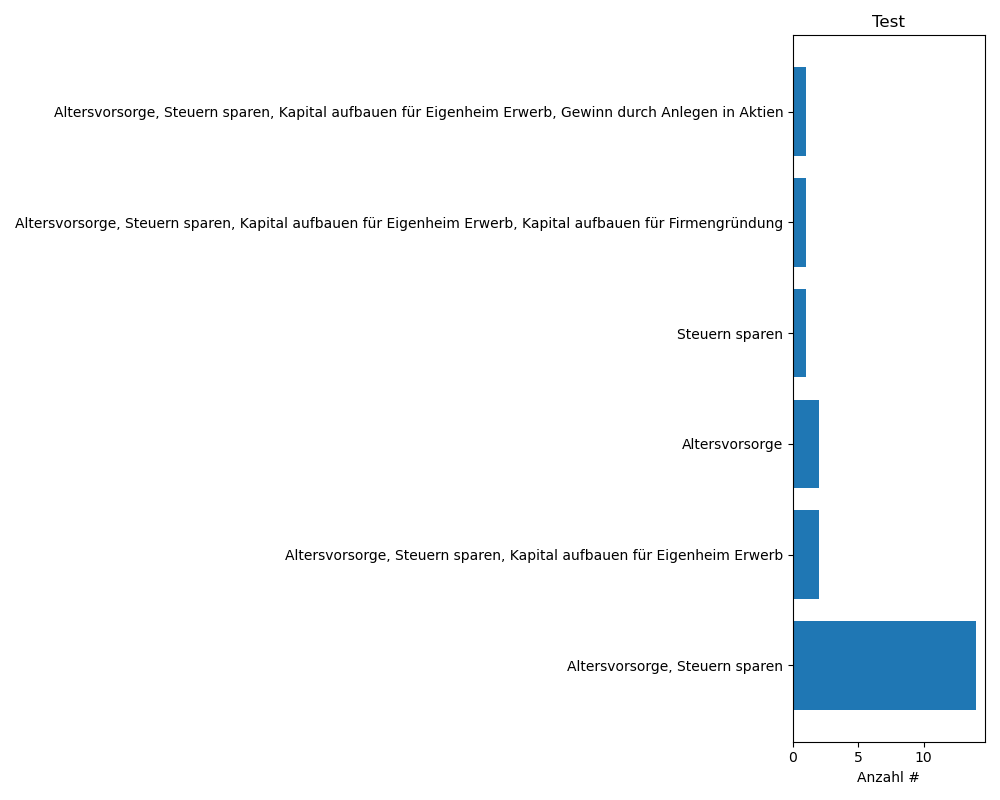 Test
Altersvorsorge, Steuern sparen, Kapital aufbauen für Eigenheim Erwerb, Gewinn durch Anlegen in Aktien
Altersvorsorge, Steuern sparen, Kapital aufbauen für Eigenheim Erwerb, Kapital aufbauen für Firmengründung
Steuern sparen
Altersvorsorge
Altersvorsorge, Steuern sparen, Kapital aufbauen für Eigenheim Erwerb
Altersvorsorge, Steuern sparen
0 5 10
Anzahl #